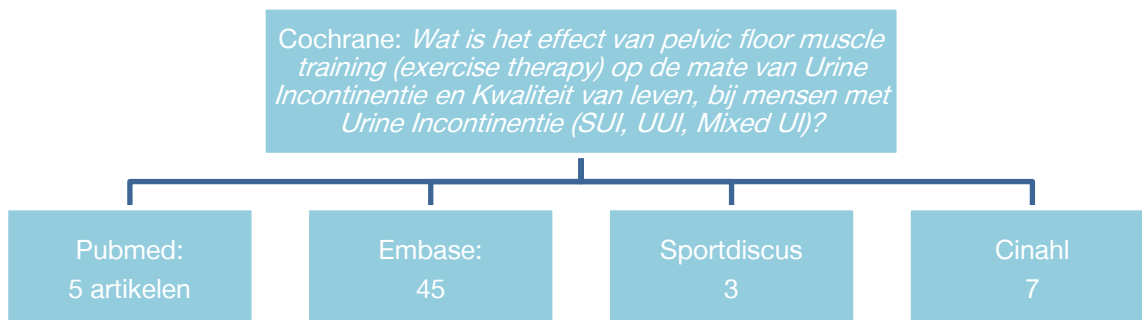 Cochrane: Wat is het effect van pelvic floor muscle
training (exercise therapy) op de mate van Urine
Incontinentie en Kwaliteit van leven, bij mensen met
Urine Incontinentie (SUI, UUI, Mixed UI)?
Pubmed:
5 artikelen
Embase:
45
Sportdiscus
3
Cinahl
7